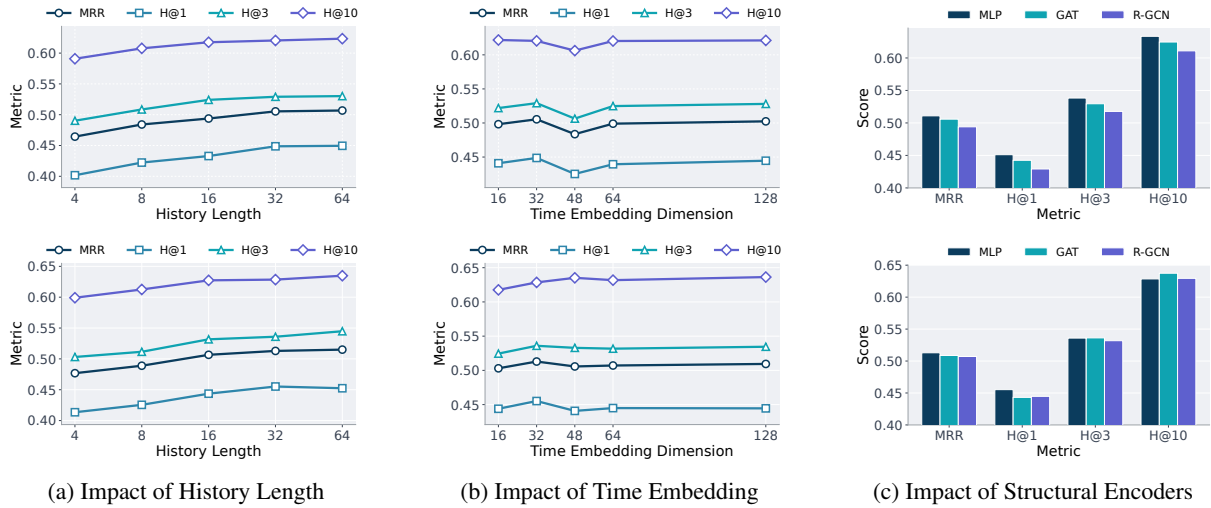 MRR H@1 H@3 H@10
Metric
0.60
0.55
0.50
0.45
0.40
4 8 16 32 64
History Length
MRR H@1 H@3 H@10
Metric
0.60
0.55
0.50
0.45
16 32 48 64 128
Time Embedding Dimension
MLP GAT R-GCN
Score
0.60
0.55
0.50
0.45
0.40
MRR H@1 H@3 H@10
Metric
MRR H@1 H@3 H@10
Metric
0.65
0.60
0.55
0.50
0.45
0.40
4 8 16 32 64
History Length
MRR H@1 H@3 H@10
Metric
0.65
0.60
0.55
0.50
0.45
16 32 48 64 128
Time Embedding Dimension
MLP GAT R-GCN
Score
0.65
0.60
0.55
0.50
0.45
0.40
MRR H@1 H@3 H@10
Metric
(a) Impact of History Length
(b) Impact of Time Embedding
(c) Impact of Structural Encoders